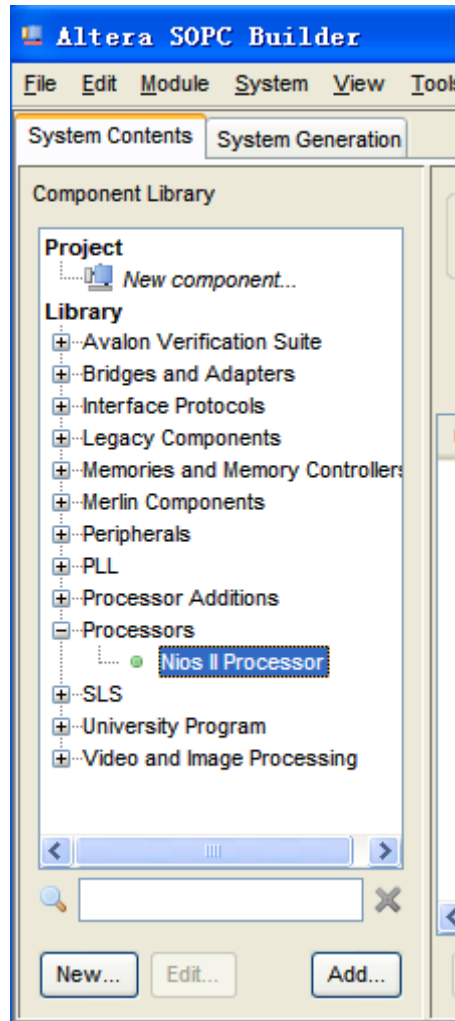 Altera SOPC Builder
File Edit Module System View Tools
System Contents System Generation
Component Library
Project
New component...
Library
Avalon Verification Suite
Bridges and Adapters
Interface Protocols
Legacy Components
Memories and Memory Controllers
Merlin Components
Peripherals
PLL
Processor Additions
Processors
Nios II Processor
SLS
University Program
Video and Image Processing
New... Edit... Add...